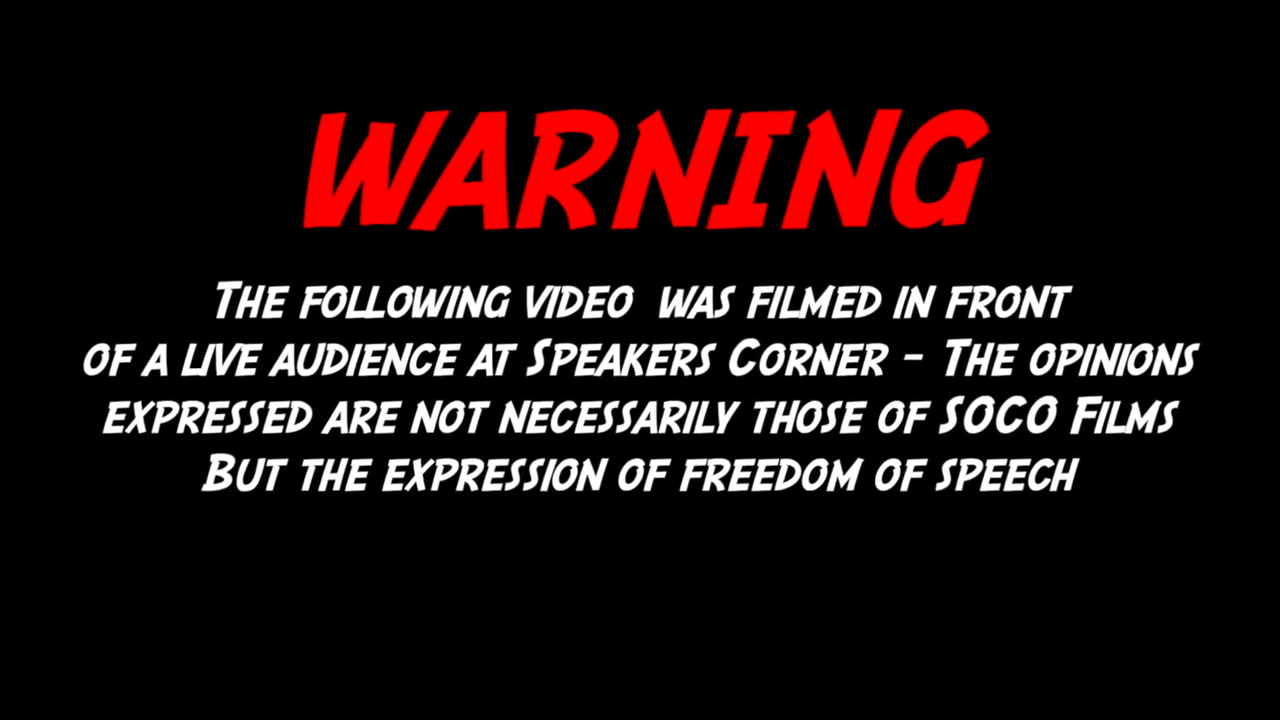 WARNING
The following video was filmed in front
of a live audience at Speakers Corner - The opinions
expressed are not necessarily those of SOCO Films
But the expression of freedom of speech